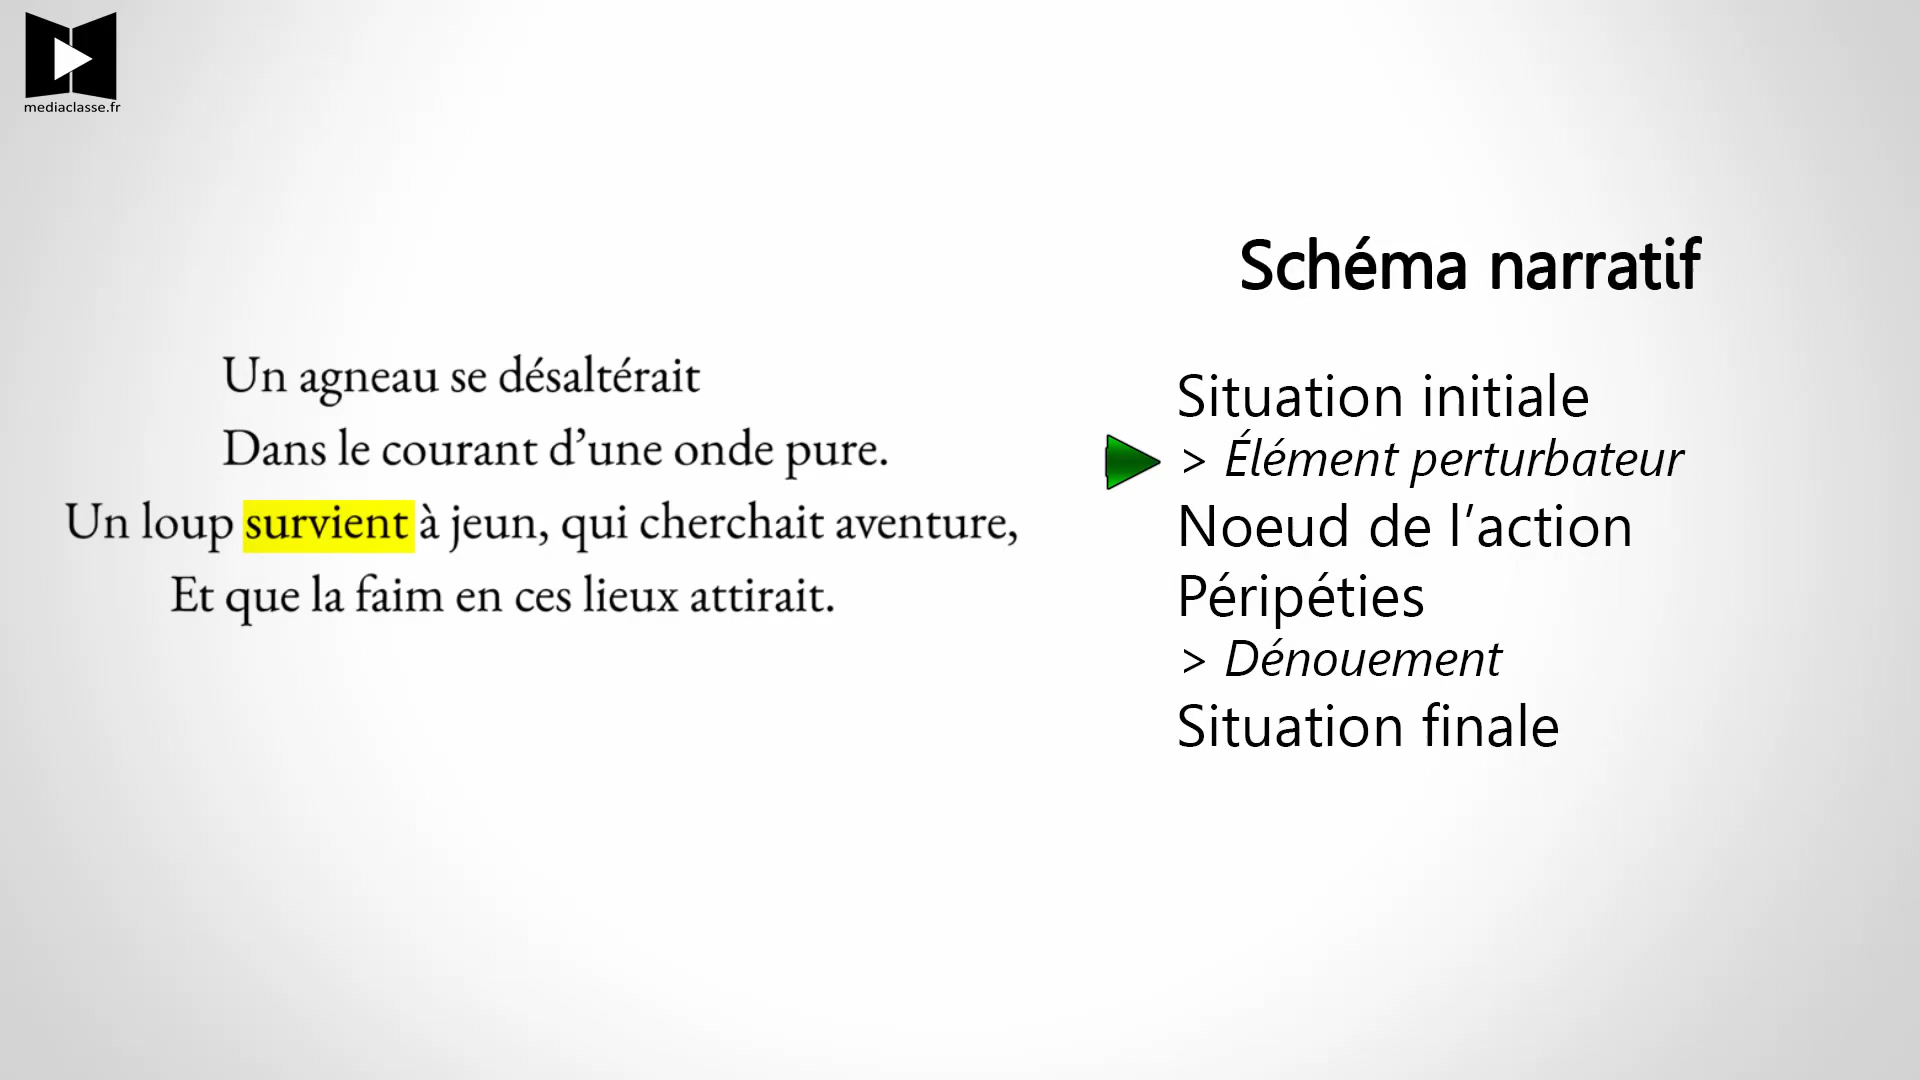 mediaclasse.fr
Un agneau se désaltérait
Dans le courant d’une onde pure.
Un loup survient à jeun, qui cherchait aventure,
Et que la faim en ces lieux attirait.
Schéma narratif
Situation initiale
> Élément perturbateur
Noeud de l’action
Péripéties
> Dénouement
Situation finale